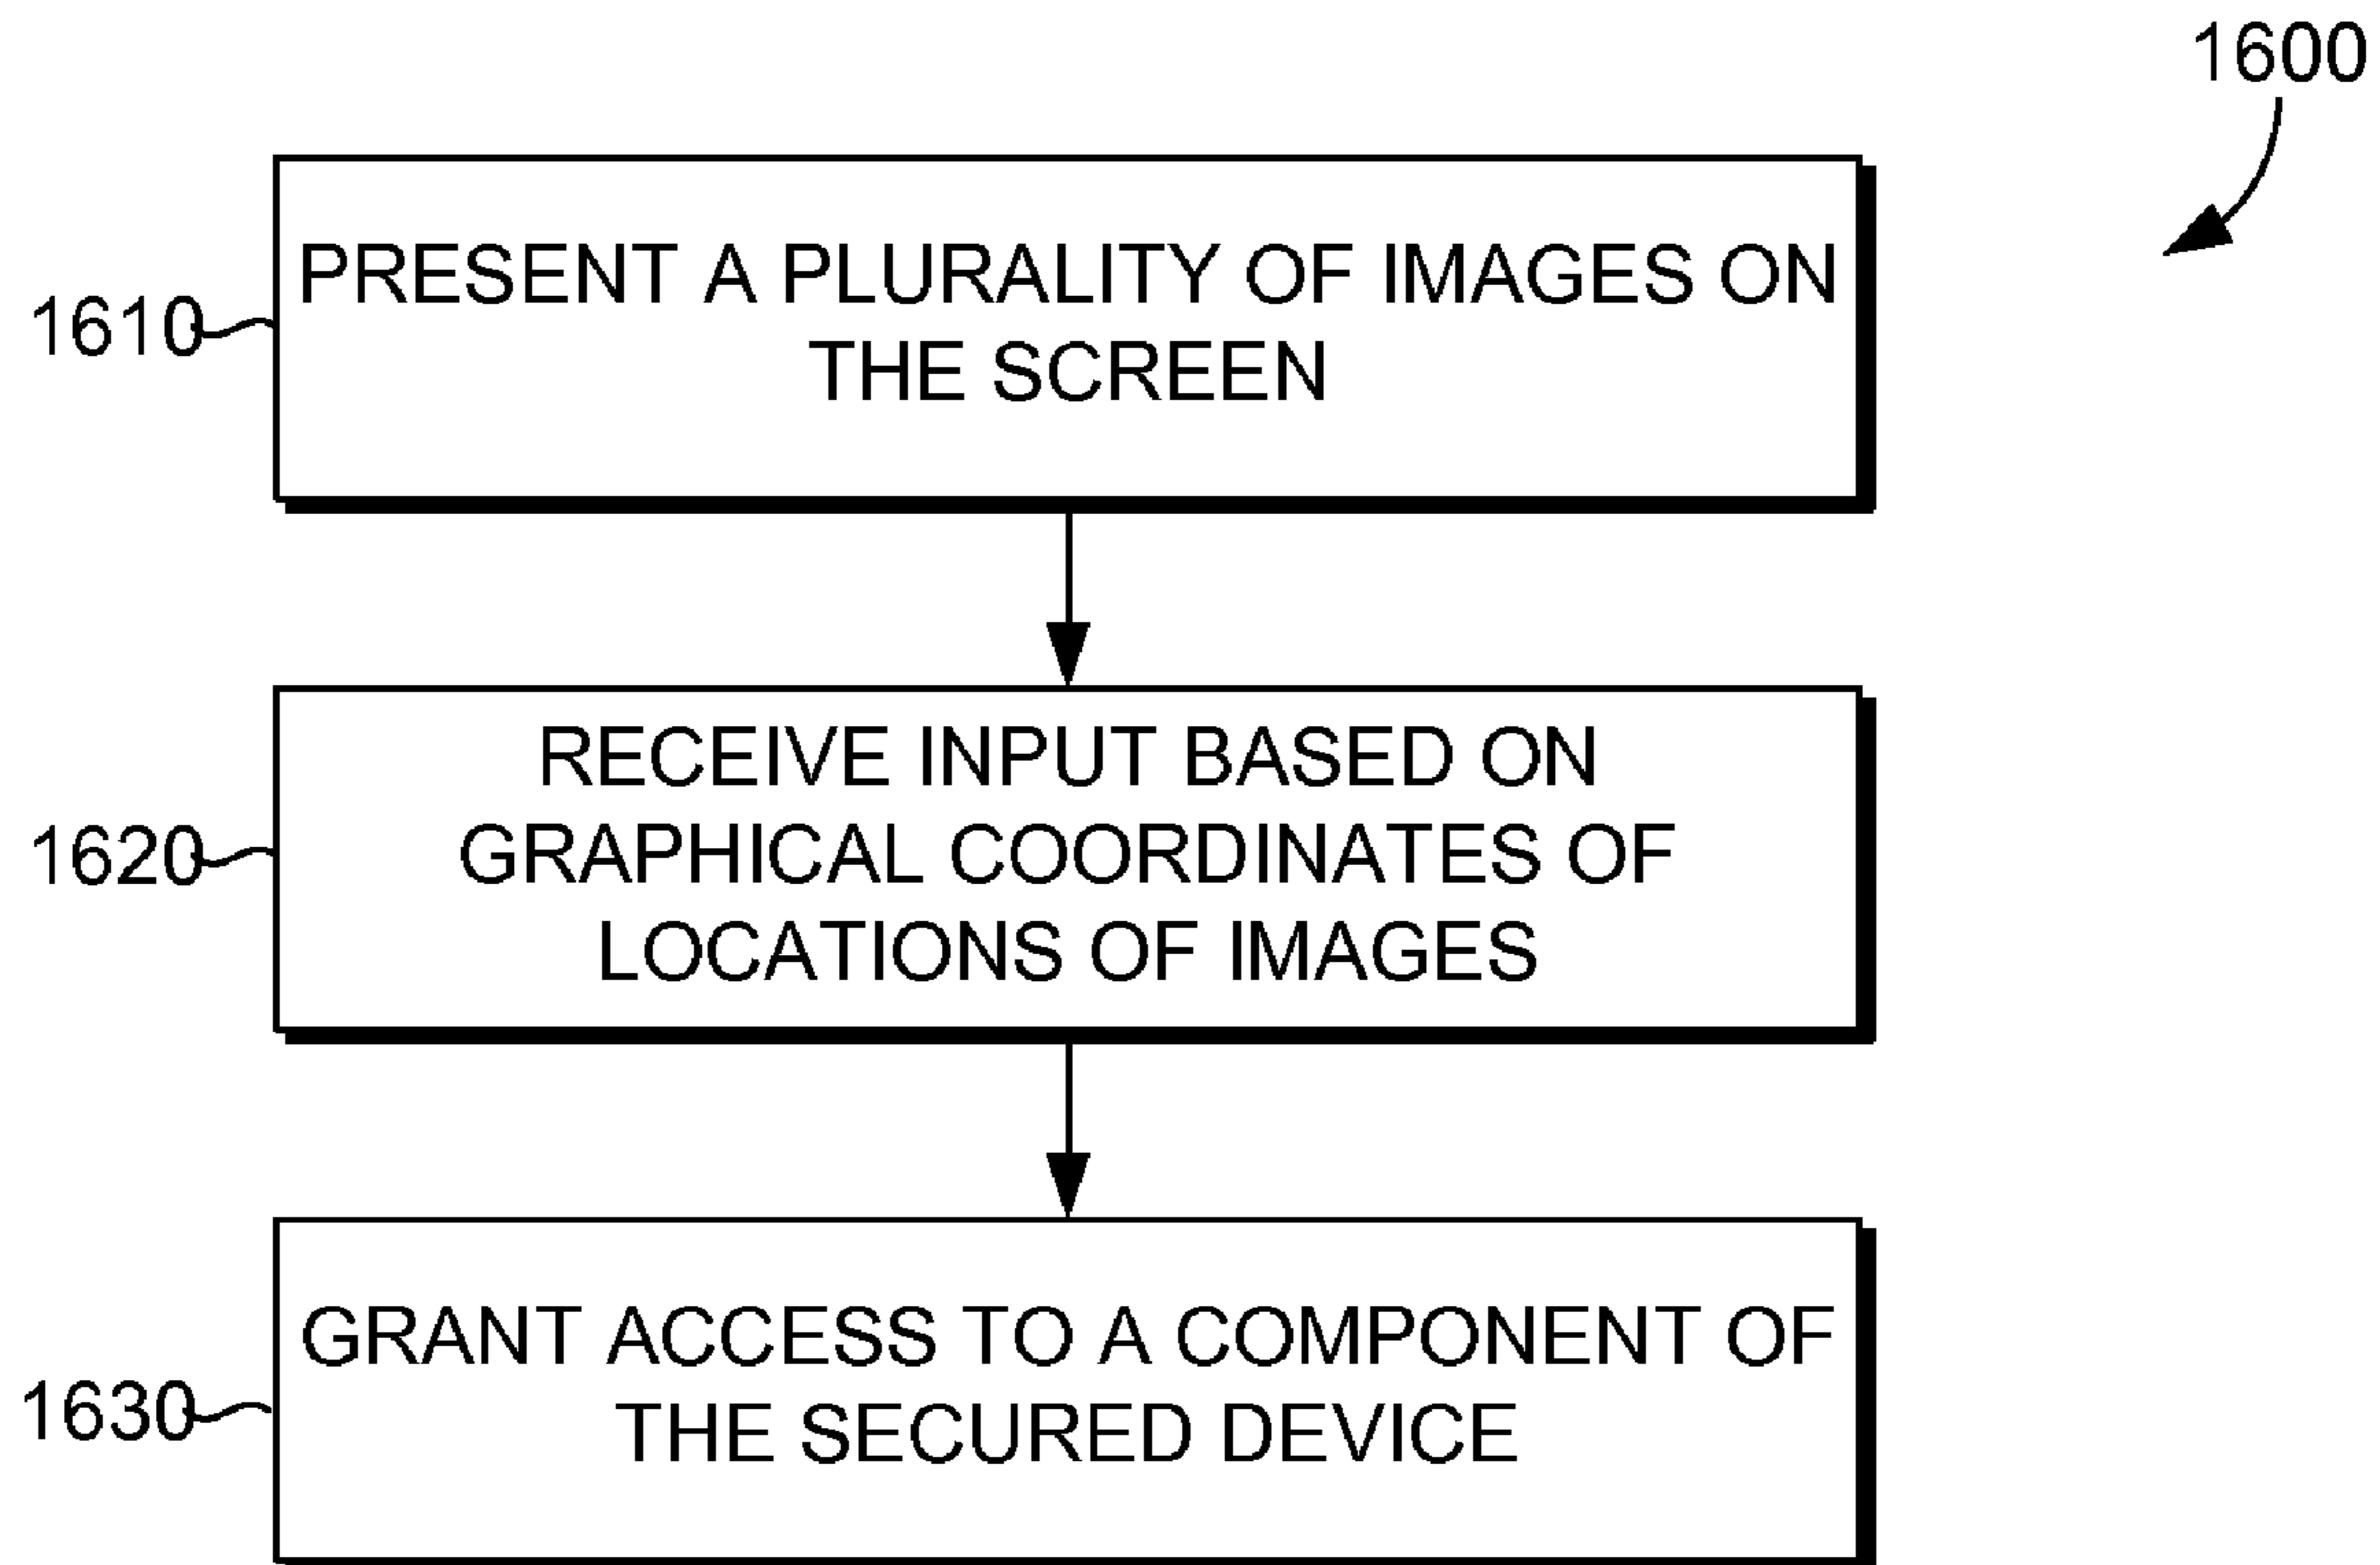 1600
PRESENT A PLURALITY OF IMAGES ON
THE SCREEN
1610
RECEIVE INPUT BASED ON
GRAPHICAL COORDINATES OF
LOCATIONS OF IMAGES
1620
GRANT ACCESS TO A COMPONENT OF
THE SECURED DEVICE
1630